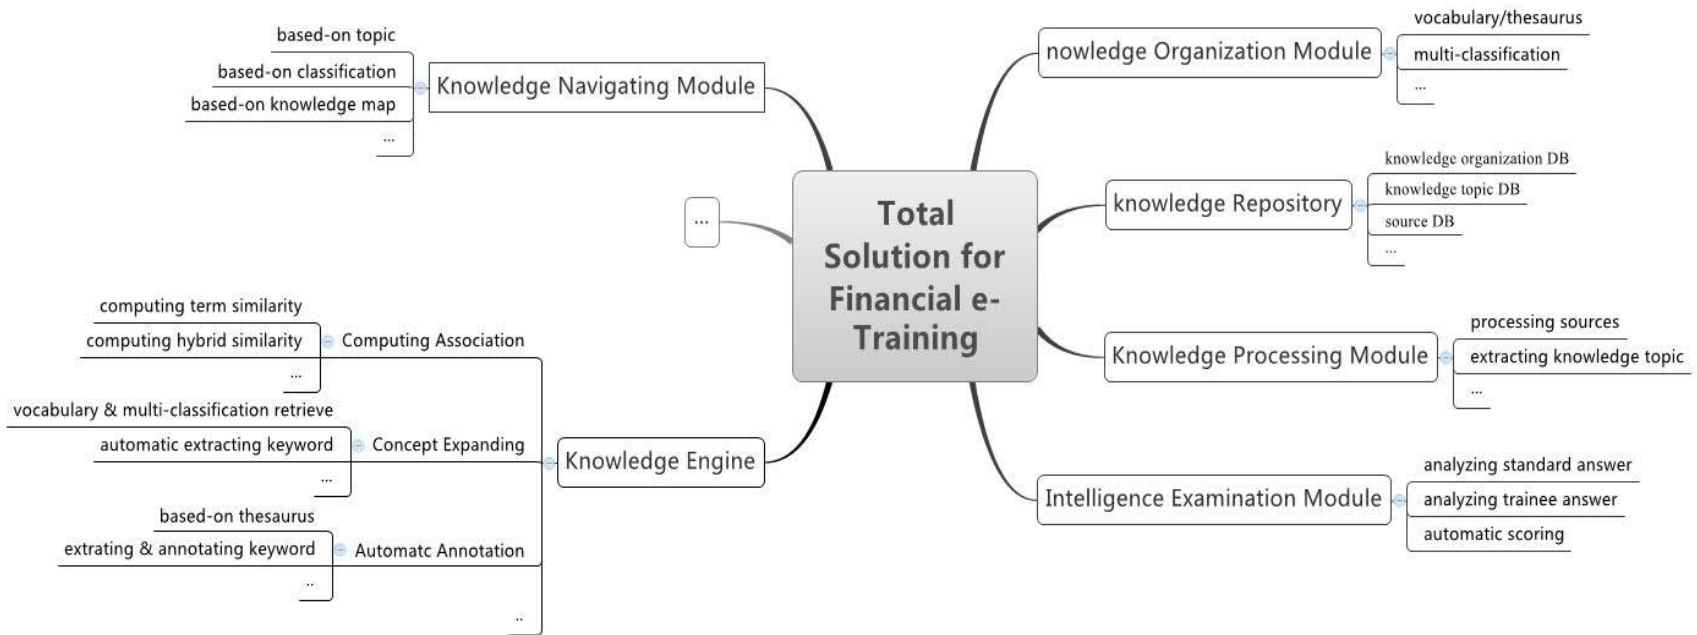 Total
Solution for
Financial e-
Training
nowledge Organization Module
vocabulary/thesaurus
multi-classification
...
knowledge Repository
knowledge organization DB
knowledge topic DB
source DB
...
Knowledge Processing Module
processing sources
extracting knowledge topic
...
Intelligence Examination Module
analyzing standard answer
analyzing trainee answer
automatic scoring
Knowledge Navigating Module
based-on topic
based-on classification
based-on knowledge map
...
...
Knowledge Engine
Computing Association
computing term similarity
computing hybrid similarity
...
Concept Expanding
vocabulary & multi-classification retrieve
automatic extracting keyword
...
Automatc Annotation
based-on thesaurus
extrating & annotating keyword
..
..